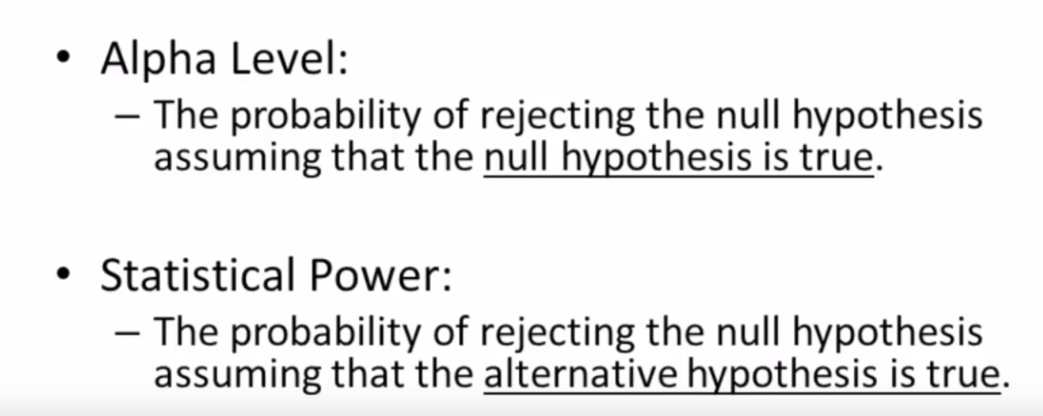 • Alpha Level:
– The probability of rejecting the null hypothesis
assuming that the null hypothesis is true.
• Statistical Power:
– The probability of rejecting the null hypothesis
assuming that the alternative hypothesis is true.